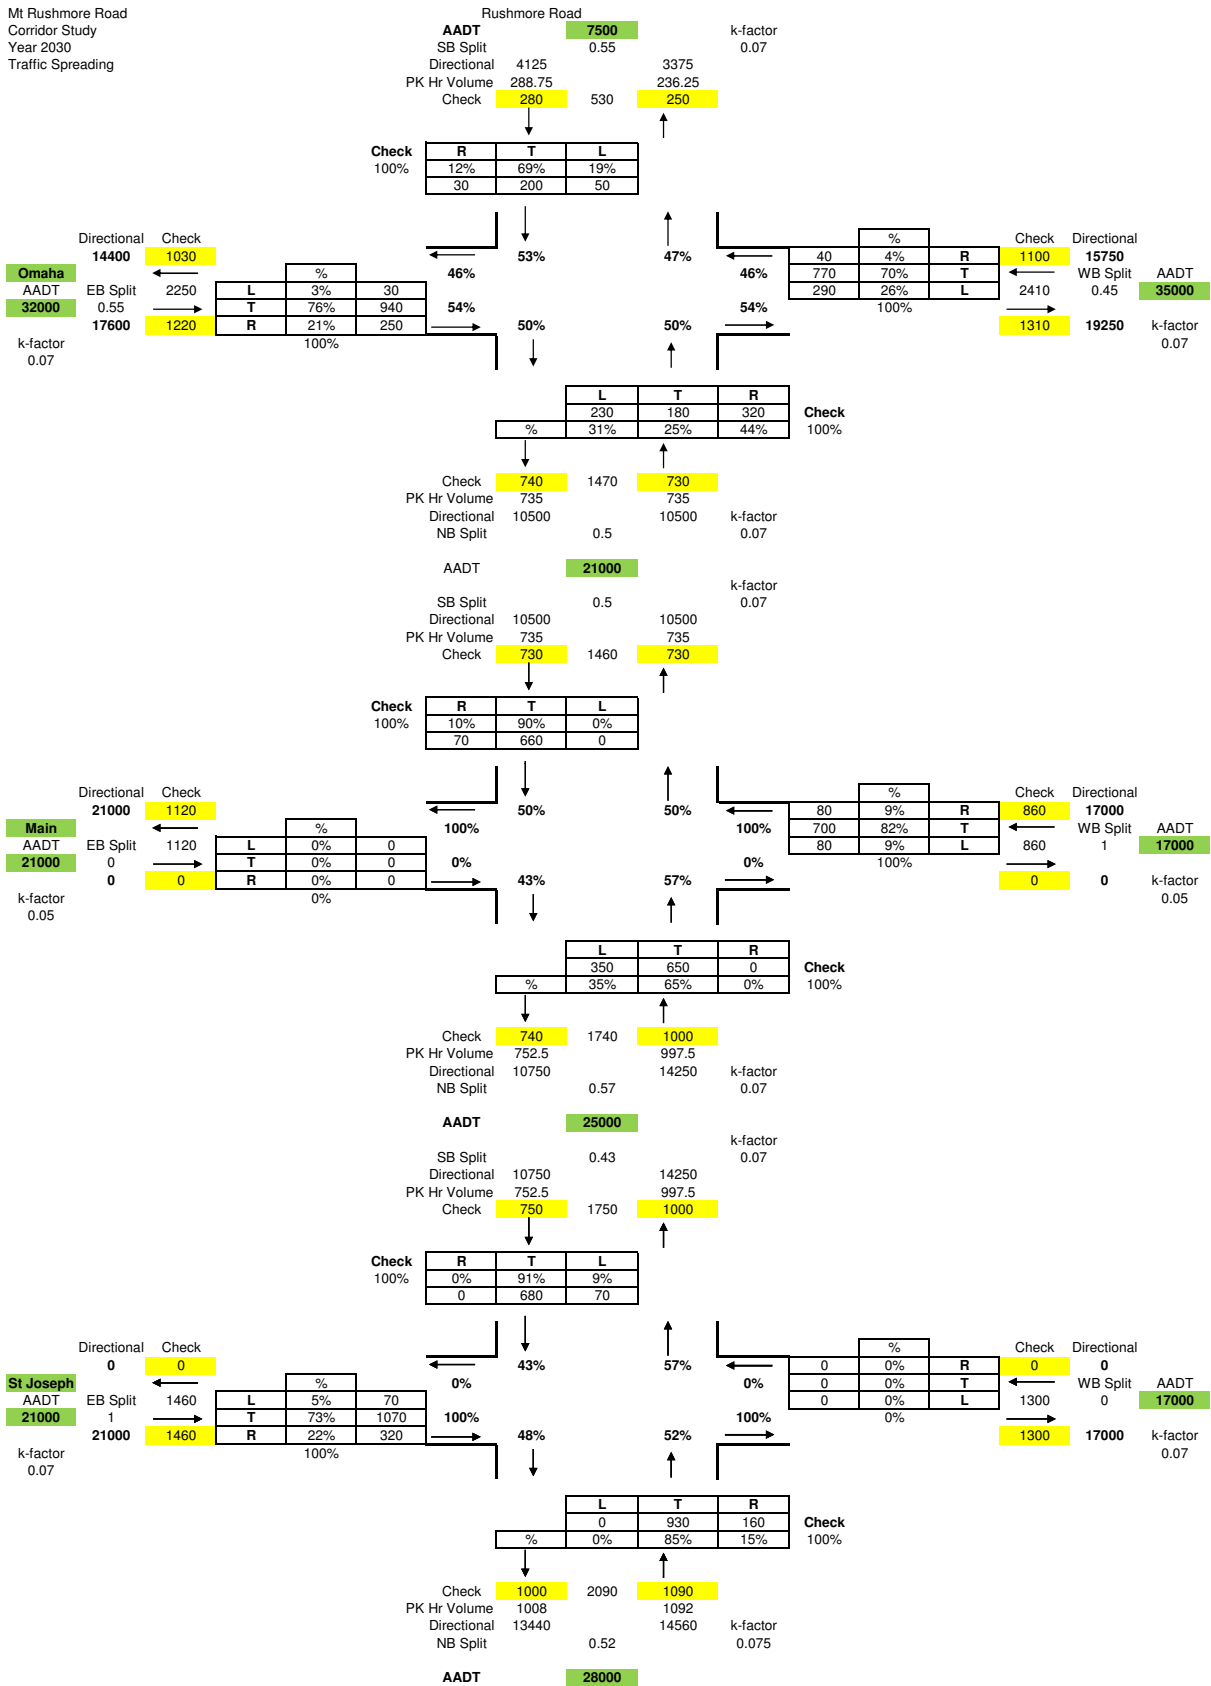 Mt Rushmore Road Rushmore Road
Corridor Study AADT 7500 k-factor
Year 2030 SB Split 0.55 0.07
Traffic Spreading Directional 4125 3375
PK Hr Volume 288.75 236.25
Check 280 530 250
Check R T L
100% 12% 69% 19%
30 200 50
% 
Directional Check Check Directional
14400 1030 53% 47% 40 4% R 1100 15750
Omaha % 46% 46% 770 70% T WB Split AADT
AADT EB Split 2250 L 3% 30 290 26% L 2410 0.45 35000
32000 0.55 T 76% 940 54% 54% 100%
17600 1220 R 21% 250 50% 50% 1310 19250 k-factor
k-factor 100% 0.07
0.07
L T R
230 180 320 Check
% 31% 25% 44% 100%
Check 740 1470 730
PK Hr Volume 735 735
Directional 10500 10500 k-factor
NB Split 0.5 0.07
AADT 21000
k-factor
SB Split 0.5 0.07
Directional 10500 10500
PK Hr Volume 735 735
Check 730 1460 730
Check R T L
100% 10% 90% 0%
70 660 0
%
Directional Check Check Directional
21000 1120 50% 50% 80 9% R 860 17000
Main % 100% 100% 700 82% T WB Split AADT
AADT EB Split 1120 L 0% 0 80 9% L 860 1 17000
21000 0 T 0% 0 0% 0% 100%
0 0 R 0% 0 43% 57% 0 0 k-factor
k-factor 0% 0.05
0.05
L T R
350 650 0 Check
% 35% 65% 0% 100%
Check 740 1740 1000
PK Hr Volume 752.5 997.5
Directional 10750 14250 k-factor
NB Split 0.57 0.07
AADT 25000
k-factor
SB Split 0.43 0.07
Directional 10750 14250
PK Hr Volume 752.5 997.5
Check 750 1750 1000
Check R T L
100% 0% 91% 9%
0 680 70
%
Directional Check Check Directional
0 0 43% 57% 0 0% R 0 0
St Joseph % 0% 0% 0 0% T WB Split AADT
AADT EB Split 1460 L 5% 70 0 0% L 1300 0 17000
21000 1 T 73% 1070 100% 100% 0%
21000 1460 R 22% 320 48% 52% 1300 17000 k-factor
k-factor 100% 0.07
0.07
L T R
0 930 160 Check
% 0% 85% 15% 100%
Check 1000 2090 1090
PK Hr Volume 1008 1092
Directional 13440 14560 k-factor
NB Split 0.52 0.075
AADT 28000